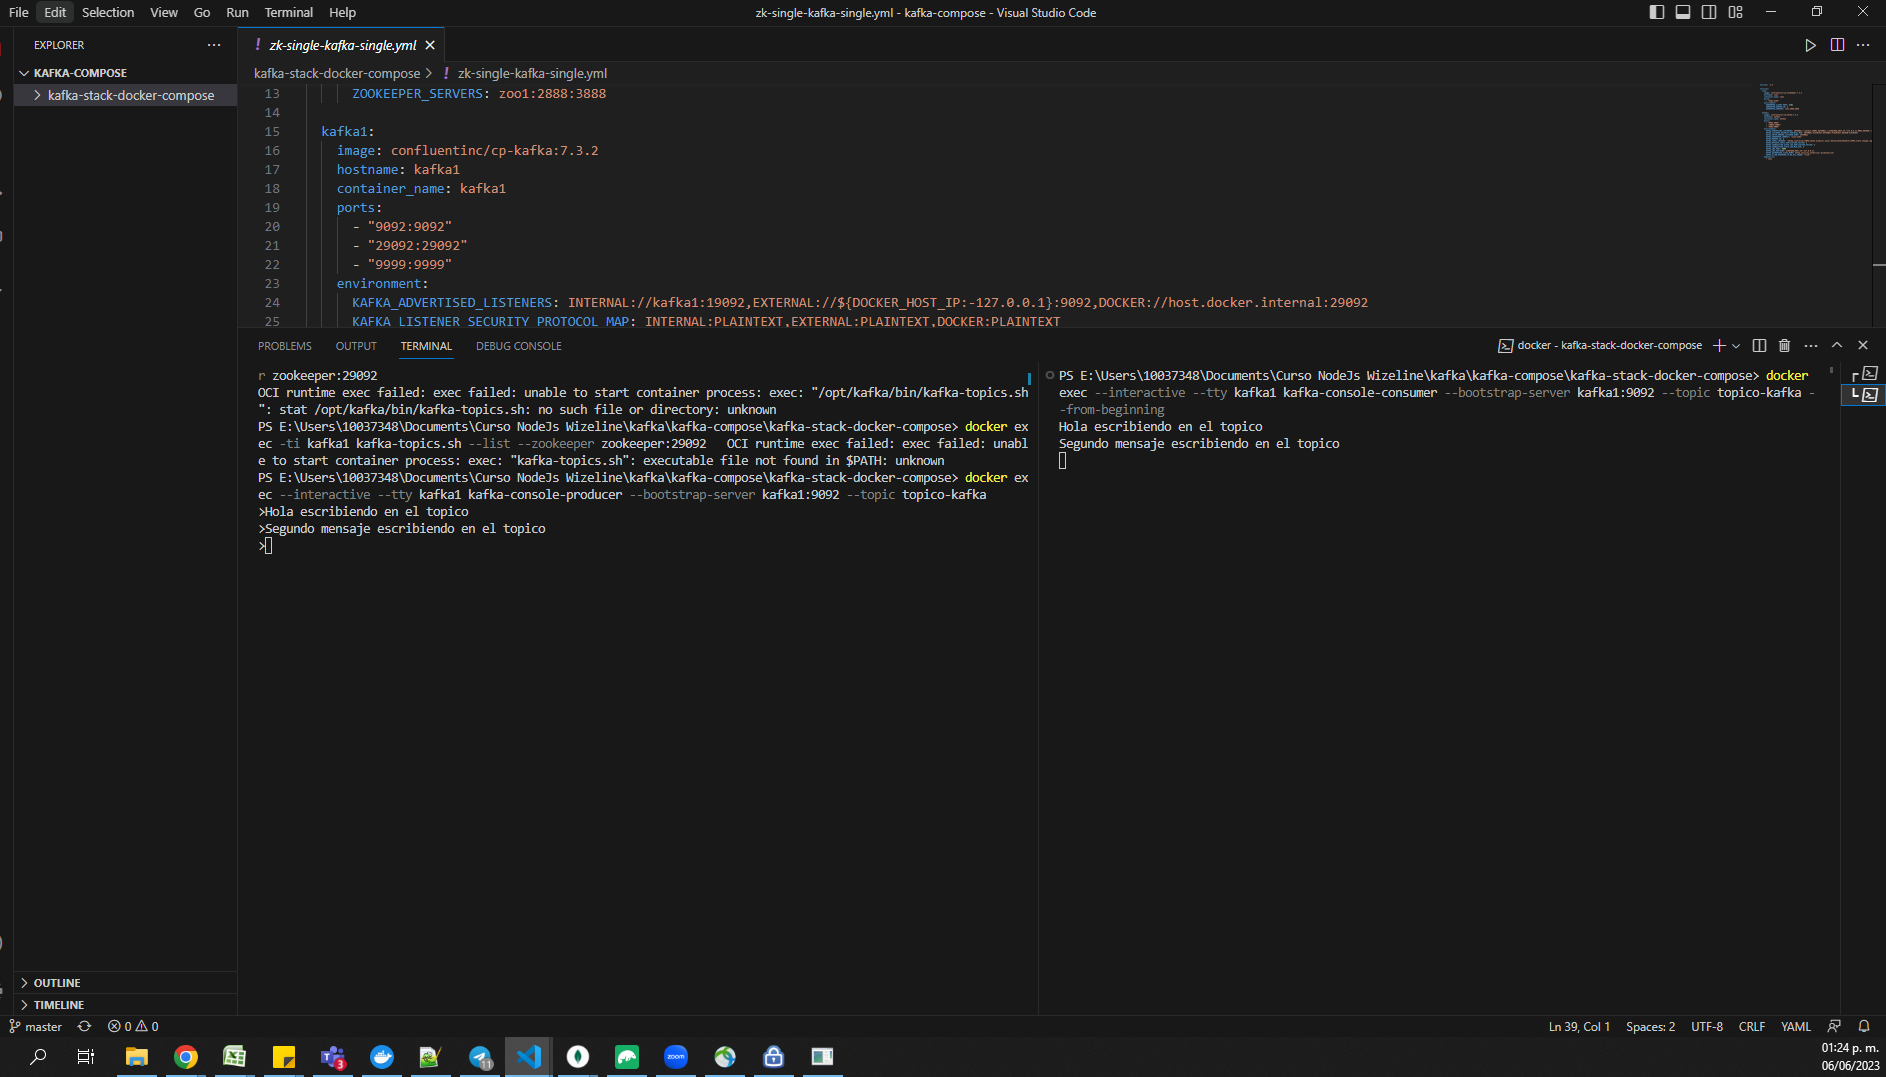 File Edit Selection View Go Run Terminal Help
zk-single-kafka-single.yml - kafka-compose - Visual Studio Code
EXPLORER
KAFKA-COMPOSE
kafka-stack-docker-compose
OUTLINE
TIMELINE
! zk-single-kafka-single.yml
kafka-stack-docker-compose > ! zk-single-kafka-single.yml
13 ZOOKEEPER_SERVERS: zoo1:2888:3888
14
15 kafka1:
16 image: confluentinc/cp-kafka:7.3.2
17 hostname: kafka1
18 container_name: kafka1
19 ports:
20 - "9092:9092"
21 - "29092:29092"
22 - "9999:9999"
23 environment:
24 KAFKA_ADVERTISED_LISTENERS: INTERNAL://kafka1:19092,EXTERNAL://${DOCKER_HOST_IP:-127.0.0.1}:9092,DOCKER://host.docker.internal:29092
25 KAFKA_LISTENER_SECURITY_PROTOCOL_MAP: INTERNAL:PLAINTEXT,EXTERNAL:PLAINTEXT,DOCKER:PLAINTEXT
PROBLEMS OUTPUT TERMINAL DEBUG CONSOLE
docker - kafka-stack-docker-compose
r zookeeper:29092
OCI runtime exec failed: exec failed: unable to start container process: exec: "/opt/kafka/bin/kafka-topics.sh
": stat /opt/kafka/bin/kafka-topics.sh: no such file or directory: unknown
PS E:\Users\10037348\Documents\Curso NodeJs Wizeline\kafka\kafka-compose\kafka-stack-docker-compose> docker ex
ec -ti kafka1 kafka-topics.sh --list --zookeeper zookeeper:29092 OCI runtime exec failed: exec failed: unabl
e to start container process: exec: "kafka-topics.sh": executable file not found in $PATH: unknown
PS E:\Users\10037348\Documents\Curso NodeJs Wizeline\kafka\kafka-compose\kafka-stack-docker-compose> docker ex
ec --interactive --tty kafka1 kafka-console-producer --bootstrap-server kafka1:9092 --topic topico-kafka
>Hola escribiendo en el topico
>Segundo mensaje escribiendo en el topico
>
PS E:\Users\10037348\Documents\Curso NodeJs Wizeline\kafka\kafka-compose\kafka-stack-docker-compose> docker
exec --interactive --tty kafka1 kafka-console-consumer --bootstrap-server kafka1:9092 --topic topico-kafka -
-from-beginning
Hola escribiendo en el topico
Segundo mensaje escribiendo en el topico
master 0 0
Ln 39, Col 1 Spaces: 2 UTF-8 CRLF YAML
3
11
zoom
01:24 p. m.
06/06/2023